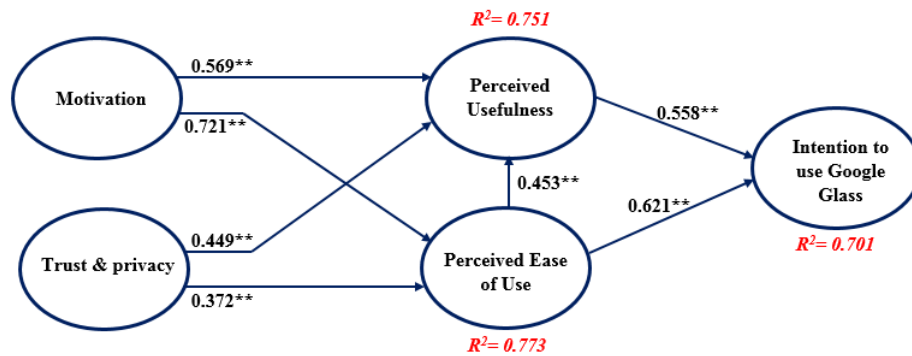 R²= 0.751
0.569**
Motivation
0.721**
Perceived
Usefulness
0.558**
Intention to
use Google
Glass
0.453**
0.621**
R²= 0.701
0.449**
Trust & privacy
0.372**
Perceived Ease
of Use
R²= 0.773